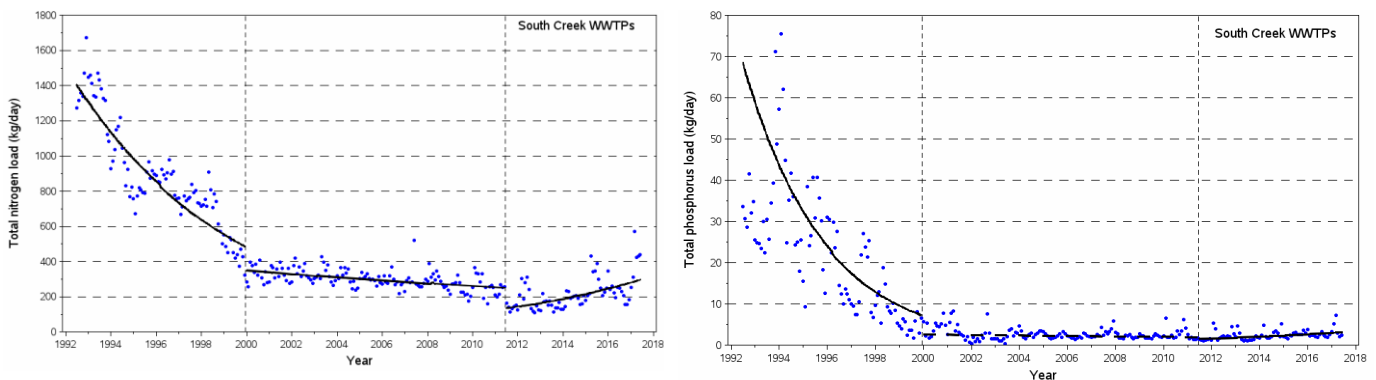 South Creek WWTPs
Total nitrogen load (kg/day)
1800
1600
1400
1200
1000
800
600
400
200
0
1992 1994 1996 1998 2000 2002 2004 2006 2008 2010 2012 2014 2016 2018
Year
South Creek WWTPs
Total phosphorus load (kg/day)
80
70
60
50
40
30
20
10
0
1992 1994 1996 1998 2000 2002 2004 2006 2008 2010 2012 2014 2016 2018
Year